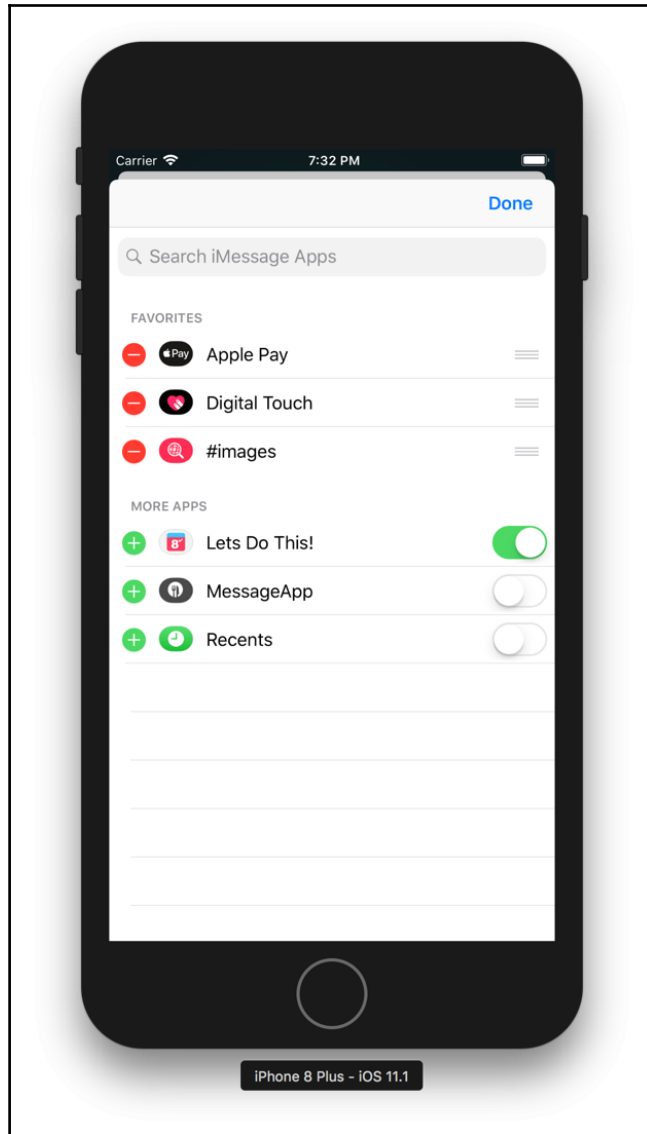 Carrier 7:32 PM
Done
Search iMessage Apps
FAVORITES
Pay Apple Pay
Digital Touch
#images
MORE APPS
8 Lets Do This!
MessageApp
Recents
iPhone 8 Plus - iOS 11.1